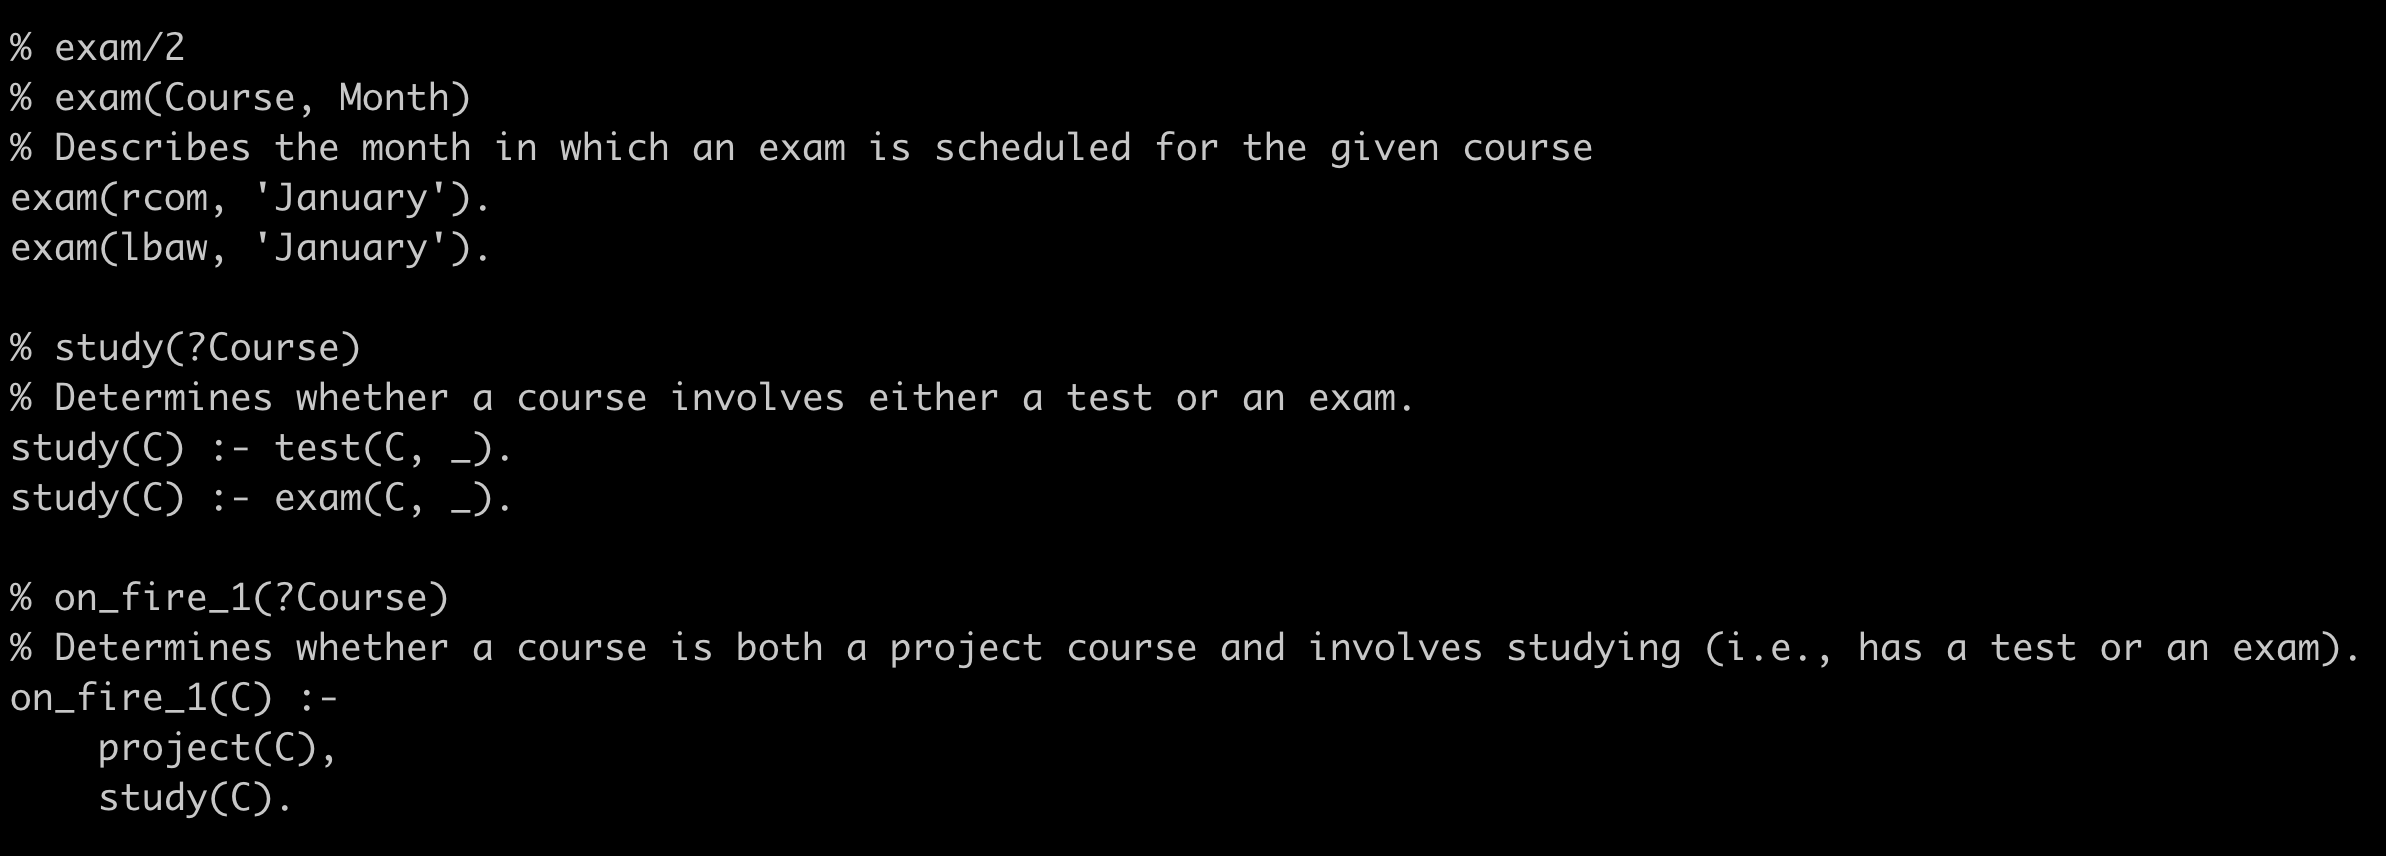 % exam/2
% exam(Course, Month)
% Describes the month in which an exam is scheduled for the given course
exam(rcom, 'January').
exam(lbaw, 'January').

% study(?Course)
% Determines whether a course involves either a test or an exam.
study(C) :- test(C, _).
study(C) :- exam(C, _).

% on_fire_1(?Course)
% Determines whether a course is both a project course and involves studying (i.e., has a test or an exam).
on_fire_1(C) :-
    project(C),
    study(C).